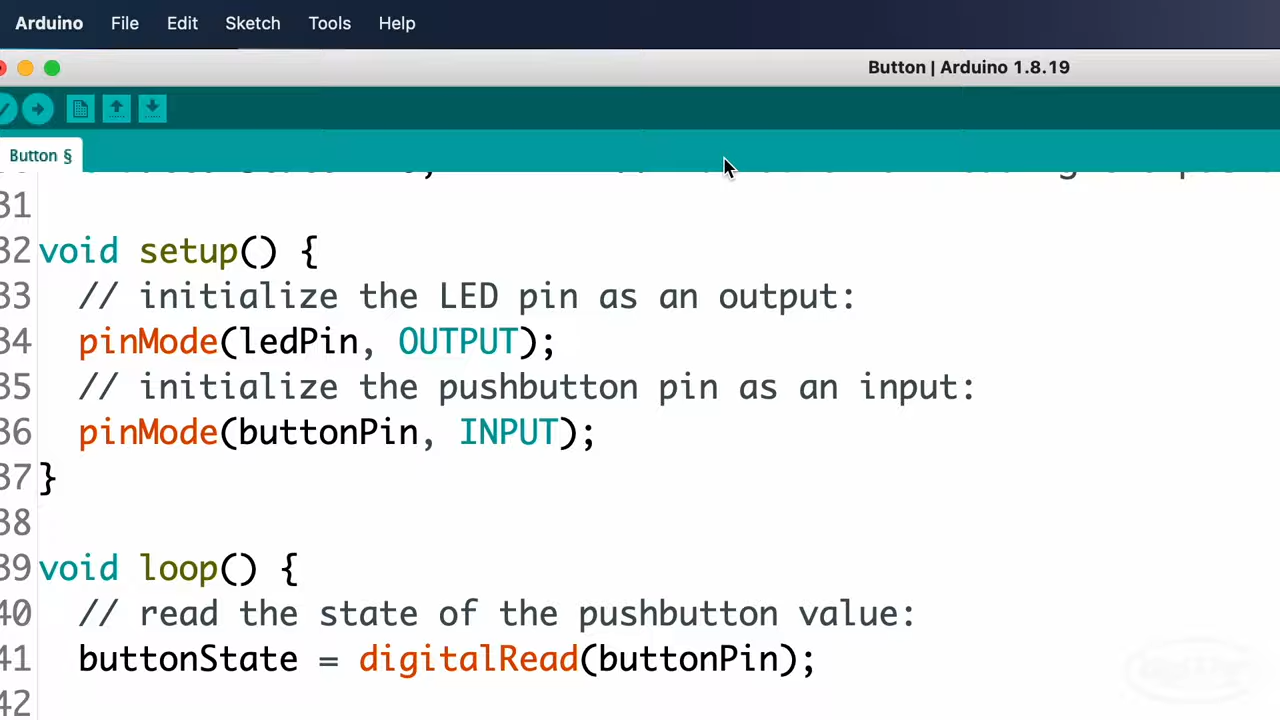 Arduino File Edit Sketch Tools Help
Button | Arduino 1.8.19
Button §
31
32 void setup() {
33 // initialize the LED pin as an output:
34 pinMode(ledPin, OUTPUT);
35 // initialize the pushbutton pin as an input:
36 pinMode(buttonPin, INPUT);
37 }
38
39 void loop() {
40 // read the state of the pushbutton value:
41 buttonState = digitalRead(buttonPin);
42